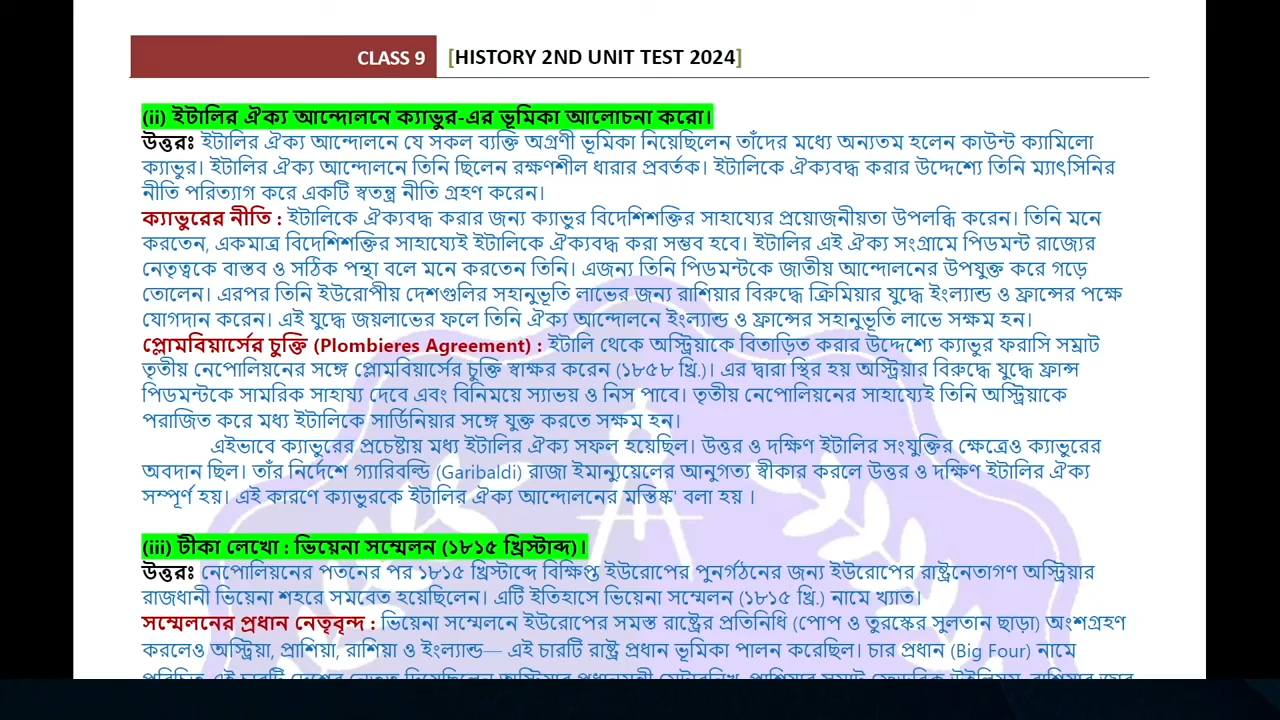 CLASS 9 [HISTORY 2ND UNIT TEST 2024]
(ii) ইটালির ঐক্য আন্দোলনে ক্যাভুর-এর ভূমিকা আলোচনা করো।
উত্তরঃ ইটালির ঐক্য আন্দোলনে যে সকল ব্যক্তি অগ্রণী ভূমিকা নিয়েছিলেন তাঁদের মধ্যে অন্যতম হলেন কাউন্ট ক্যামিলো
ক্যাভুর। ইটালির ঐক্য আন্দোলনে তিনি ছিলেন রক্ষণশীল ধারার প্রবর্তক। ইটালিকে ঐক্যবদ্ধ করার উদ্দেশ্যে তিনি ম্যাৎসিনির
নীতি পরিত্যাগ করে একটি স্বতন্ত্র নীতি গ্রহণ করেন।
ক্যাভুরের নীতি : ইটালিকে ঐক্যবদ্ধ করার জন্য ক্যাভুর বিদেশিশক্তির সাহায্যের প্রয়োজনীয়তা উপলব্ধি করেন। তিনি মনে
করতেন, একমাত্র বিদেশিশক্তির সাহায্যেই ইটালিকে ঐক্যবদ্ধ করা সম্ভব হবে। ইটালির এই ঐক্য সংগ্রামে পিডমন্ট রাজ্যের
নেতৃত্বকে বাস্তব ও সঠিক পন্থা বলে মনে করতেন তিনি। এজন্য তিনি পিডমন্টকে জাতীয় আন্দোলনের উপযুক্ত করে গড়ে
তোলেন। এরপর তিনি ইউরোপীয় দেশগুলির সহানুভূতি লাভের জন্য রাশিয়ার বিরুদ্ধে ক্রিমিয়ার যুদ্ধে ইংল্যান্ড ও ফ্রান্সের পক্ষে
যোগদান করেন। এই যুদ্ধে জয়লাভের ফলে তিনি ঐক্য আন্দোলনে ইংল্যান্ড ও ফ্রান্সের সহানুভূতি লাভে সক্ষম হন।
প্লোমবিয়ার্সের চুক্তি (Plombieres Agreement) : ইটালি থেকে অস্ট্রিয়াকে বিতাড়িত করার উদ্দেশ্যে ক্যাভুর ফরাসি সম্রাট
তৃতীয় নেপোলিয়নের সঙ্গে প্লোমবিয়ার্সের চুক্তি স্বাক্ষর করেন (১৮৫৮ খ্রি.)। এর দ্বারা স্থির হয় অস্ট্রিয়ার বিরুদ্ধে যুদ্ধে ফ্রান্স
পিডমন্টকে সামরিক সাহায্য দেবে এবং বিনিময়ে স্যাভয় ও নিস পাবে। তৃতীয় নেপোলিয়নের সাহায্যেই তিনি অস্ট্রিয়াকে
পরাজিত করে মধ্য ইটালিকে সার্ডিনিয়ার সঙ্গে যুক্ত করতে সক্ষম হন।
এইভাবে ক্যাভুরের প্রচেষ্টায় মধ্য ইটালির ঐক্য সফল হয়েছিল। উত্তর ও দক্ষিণ ইটালির সংযুক্তির ক্ষেত্রেও ক্যাভুরের
অবদান ছিল। তাঁর নির্দেশে গ্যারিবল্ডি (Garibaldi) রাজা ইমান্যুয়েলের আনুগত্য স্বীকার করলে উত্তর ও দক্ষিণ ইটালির ঐক্য
সম্পূর্ণ হয়। এই কারণে ক্যাভুরকে ইটালির ঐক্য আন্দোলনের মস্তিষ্ক' বলা হয় ।
(iii) টীকা লেখো : ভিয়েনা সম্মেলন (১৮১৫ খ্রিস্টাব্দ)।
উত্তরঃ নেপোলিয়নের পতনের পর ১৮১৫ খ্রিস্টাব্দে বিক্ষিপ্ত ইউরোপের পুনর্গঠনের জন্য ইউরোপের রাষ্ট্রনেতাগণ অস্ট্রিয়ার
রাজধানী ভিয়েনা শহরে সমবেত হয়েছিলেন। এটি ইতিহাসে ভিয়েনা সম্মেলন (১৮১৫ খ্রি.) নামে খ্যাত।
সম্মেলনের প্রধান নেতৃবৃন্দ : ভিয়েনা সম্মেলনে ইউরোপের সমস্ত রাষ্ট্রের প্রতিনিধি (পোপ ও তুরস্কের সুলতান ছাড়া) অংশগ্রহণ
করলেও অস্ট্রিয়া, প্রাশিয়া, রাশিয়া ও ইংল্যান্ড— এই চারটি রাষ্ট্র প্রধান ভূমিকা পালন করেছিল। চার প্রধান (Big Four) নামে